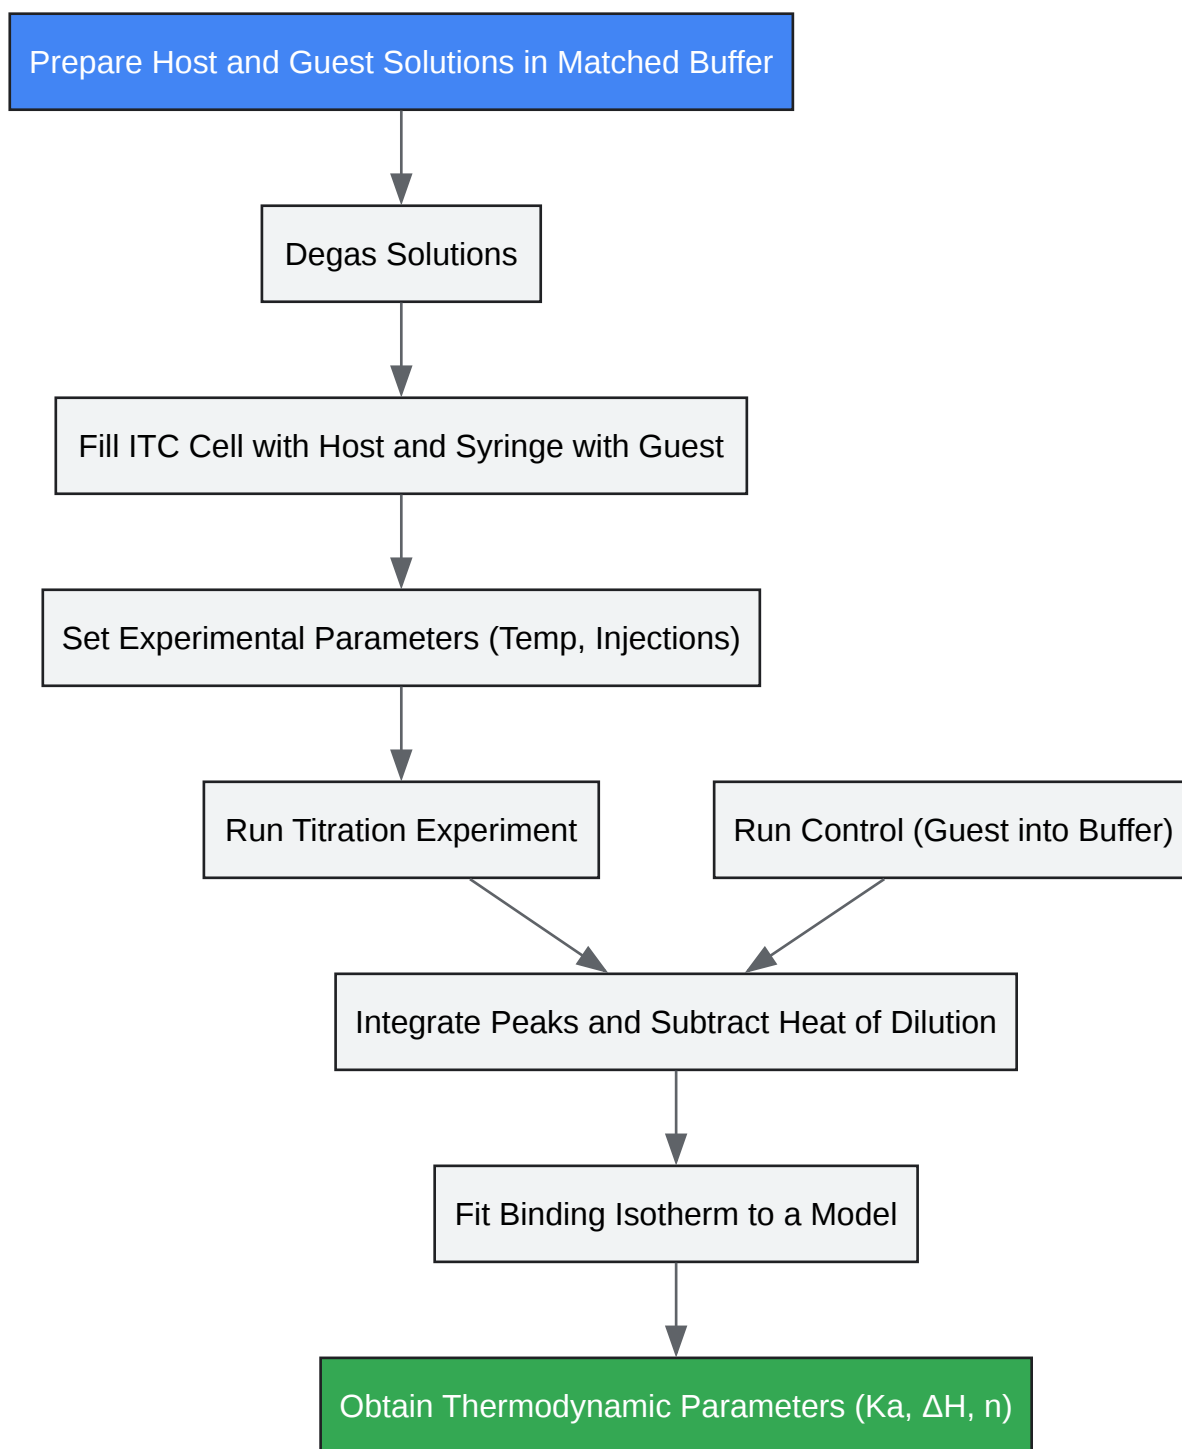 Prepare Host and Guest Solutions in Matched Buffer
Degas Solutions
Fill ITC Cell with Host and Syringe with Guest
Set Experimental Parameters (Temp, Injections)
Run Titration Experiment
Run Control (Guest into Buffer)
Integrate Peaks and Subtract Heat of Dilution
Fit Binding Isotherm to a Model
Obtain Thermodynamic Parameters (Ka, ΔH, n)